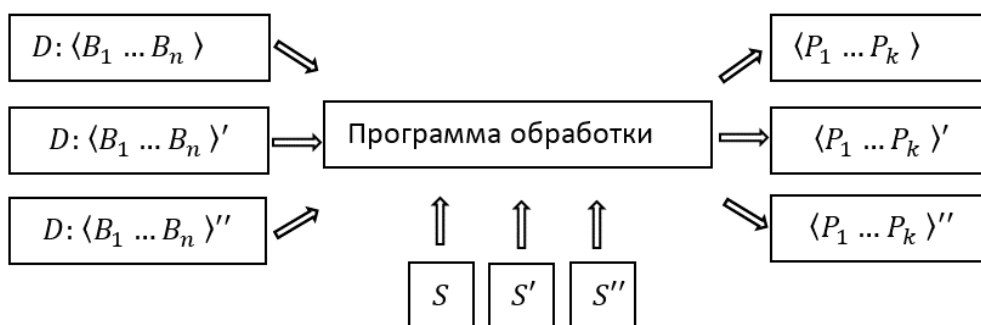 D: ⟨B₁ … Bₙ⟩
⟨P₁ … Pₖ ⟩
D: ⟨B₁ … Bₙ ⟩′
Программа обработки
⟨P₁ … Pₖ ⟩′
D: ⟨B₁ … Bₙ ⟩′′
⟨P₁ … Pₖ ⟩′′
S
S′
S′′